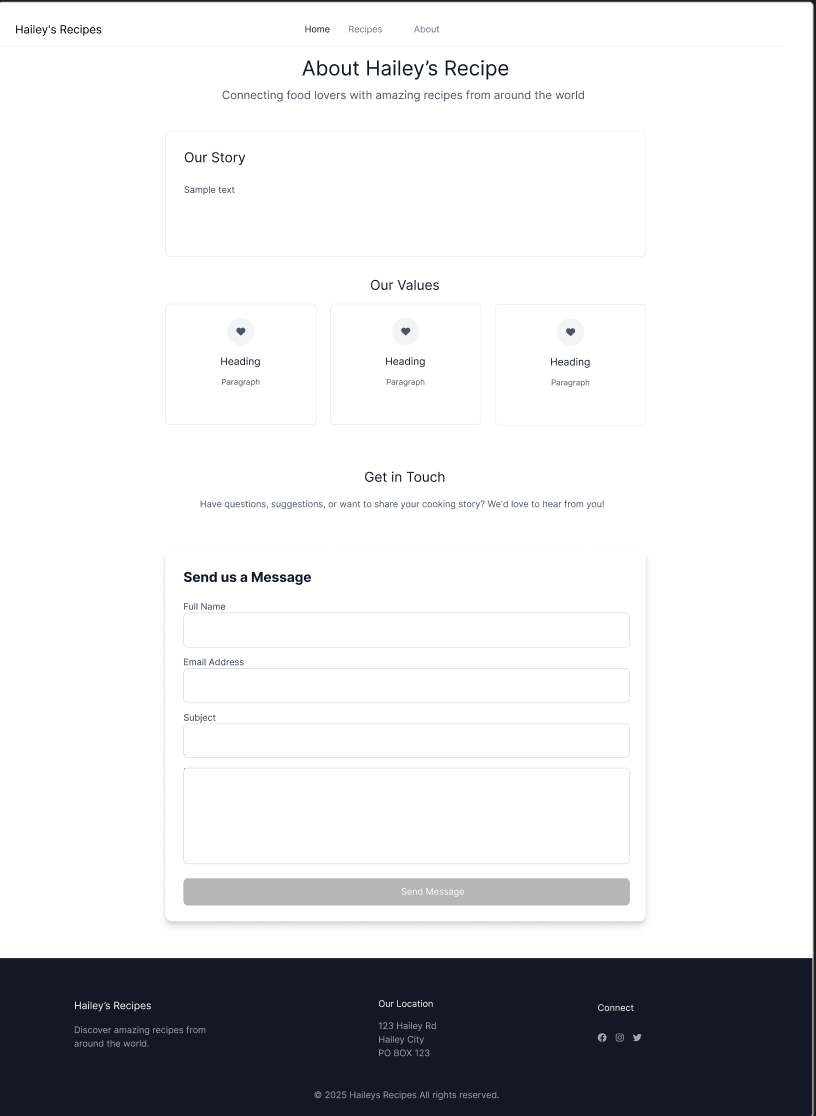 Hailey's Recipes
Home Recipes About
About Hailey’s Recipe
Connecting food lovers with amazing recipes from around the world
Our Story
Sample text
Our Values
Heading
Paragraph
Heading
Paragraph
Heading
Paragraph
Get in Touch
Have questions, suggestions, or want to share your cooking story? We'd love to hear from you!
Send us a Message
Full Name
Email Address
Subject
Send Message
Hailey’s Recipes
Discover amazing recipes from
around the world.
Our Location
123 Hailey Rd
Hailey City
PO BOX 123
Connect
© 2025 Haileys Recipes All rights reserved.